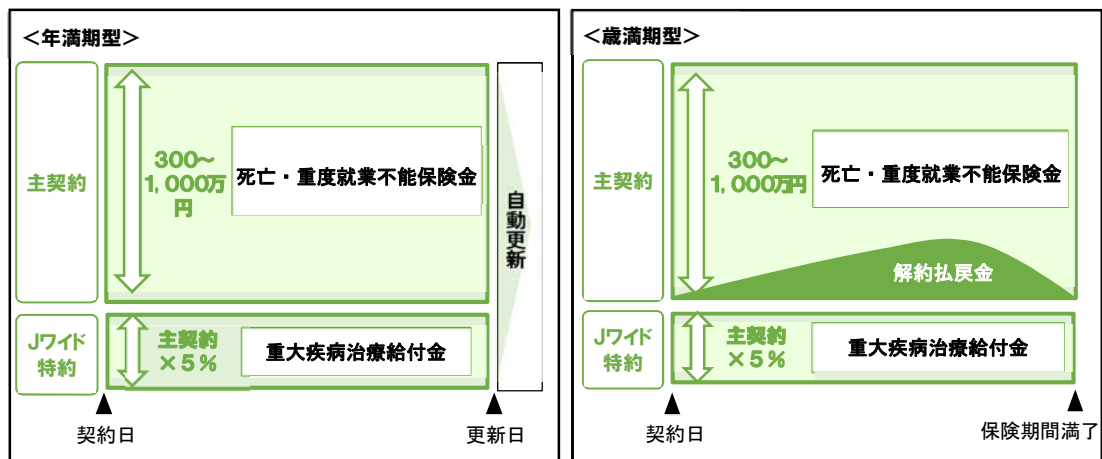 <年満期型>
主契約
300～
1,000万
円
死亡・重度就業不能保険金
自動更新
Jワイド
特約
主契約
×5%
重大疾病治療給付金
契約日
更新日
<歳満期型>
主契約
300～
1,000万円
死亡・重度就業不能保険金
解約払戻金
Jワイド
特約
主契約
×5%
重大疾病治療給付金
契約日
保険期間満了